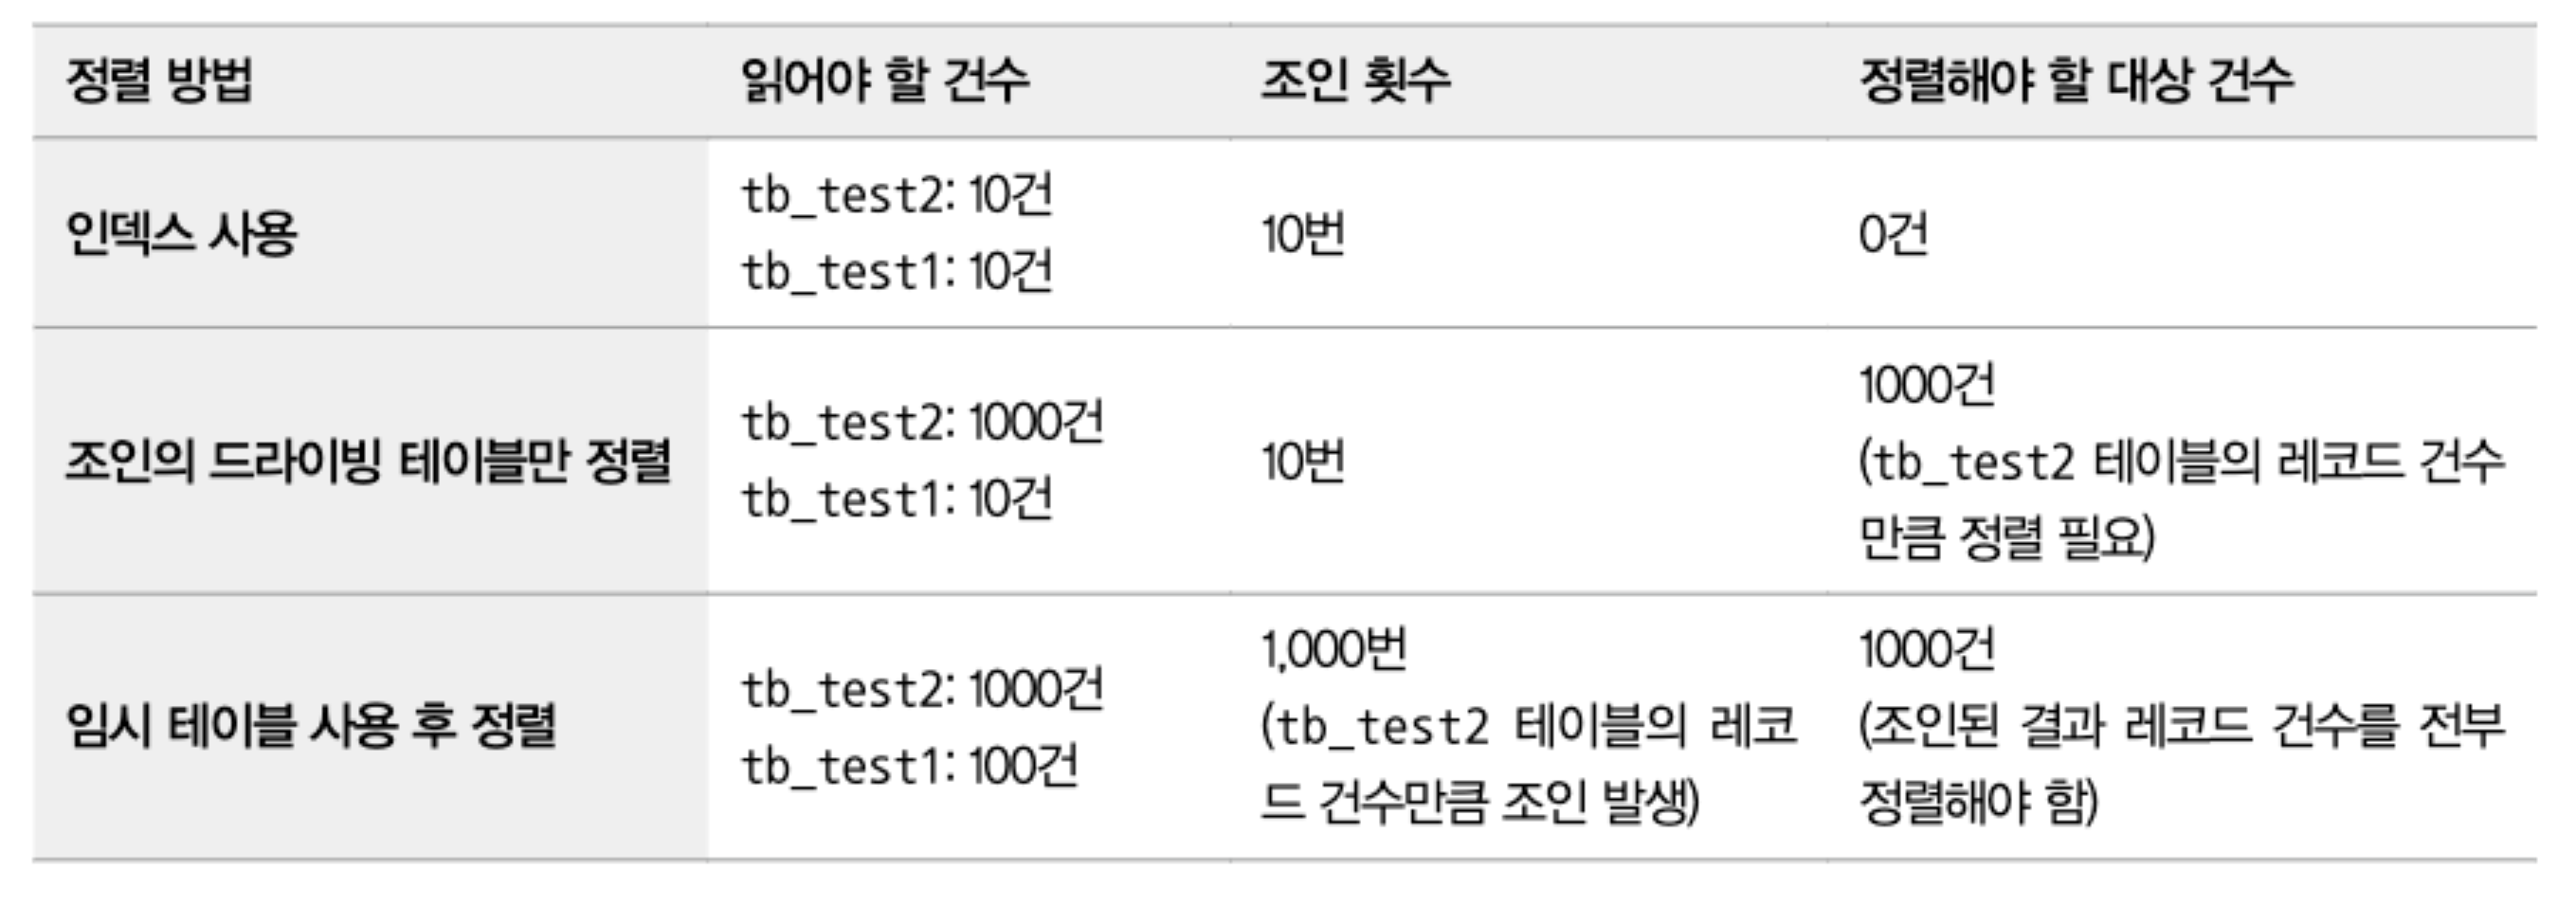 정렬 방법 읽어야 할 건수 조인 횟수 정렬해야 할 대상 건수
인덱스 사용
tb_test2: 10건
tb_test1: 10건
10번
0건
조인의 드라이빙 테이블만 정렬
tb_test2: 1000건
tb_test1: 10건
10번
1000건
(tb_test2 테이블의 레코드 건수
만큼 정렬 필요)
임시 테이블 사용 후 정렬
tb_test2: 1000건
tb_test1: 100건
1,000번
(tb_test2 테이블의 레코
드 건수만큼 조인 발생)
1000건
(조인된 결과 레코드 건수를 전부
정렬해야 함)